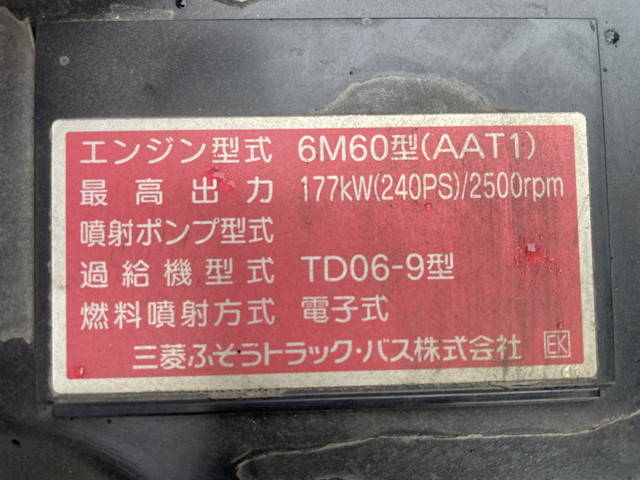 エンジン型式 6M60型(AAT1)
最高出力 177kW(240PS)/2500rpm
噴射ポンプ型式
過給機型式 TD06-9型
燃料噴射方式 電子式
三菱ふそうトラック・バス株式会社 EK